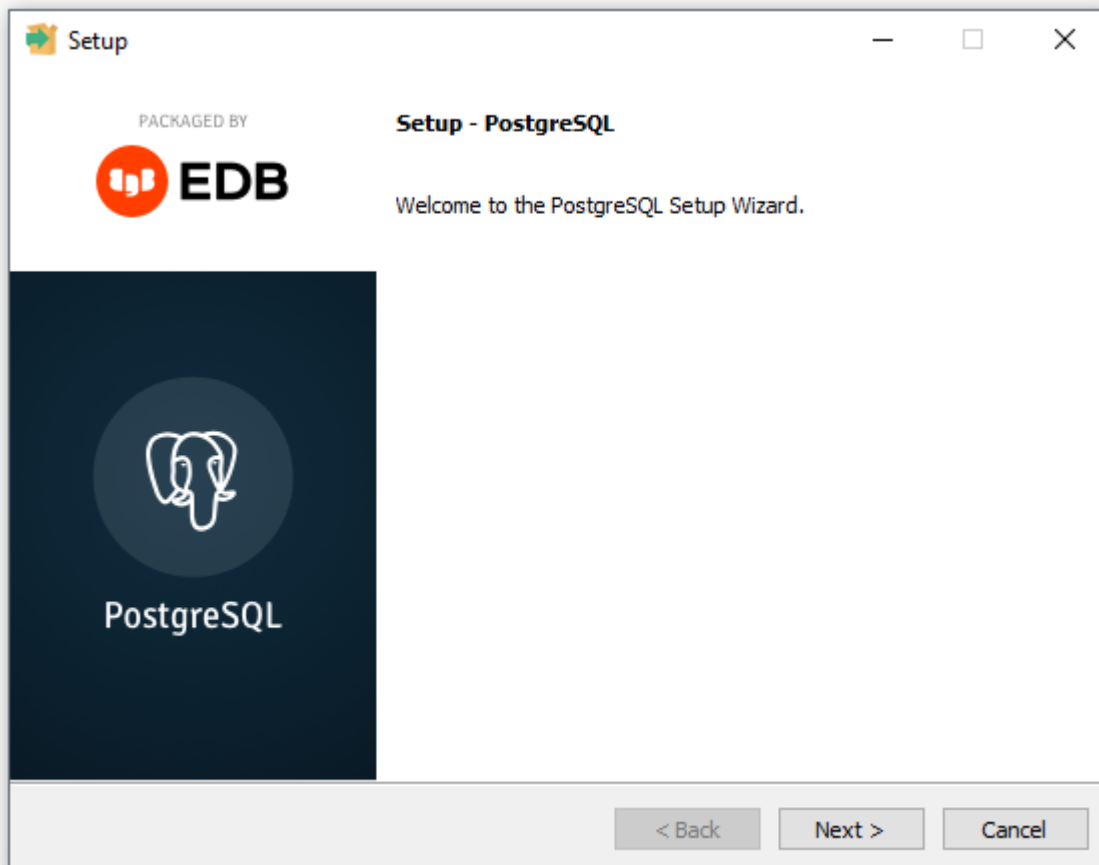 Setup
PACKAGED BY
EDB
Setup - PostgreSQL
Welcome to the PostgreSQL Setup Wizard.
PostgreSQL
< Back
Next >
Cancel